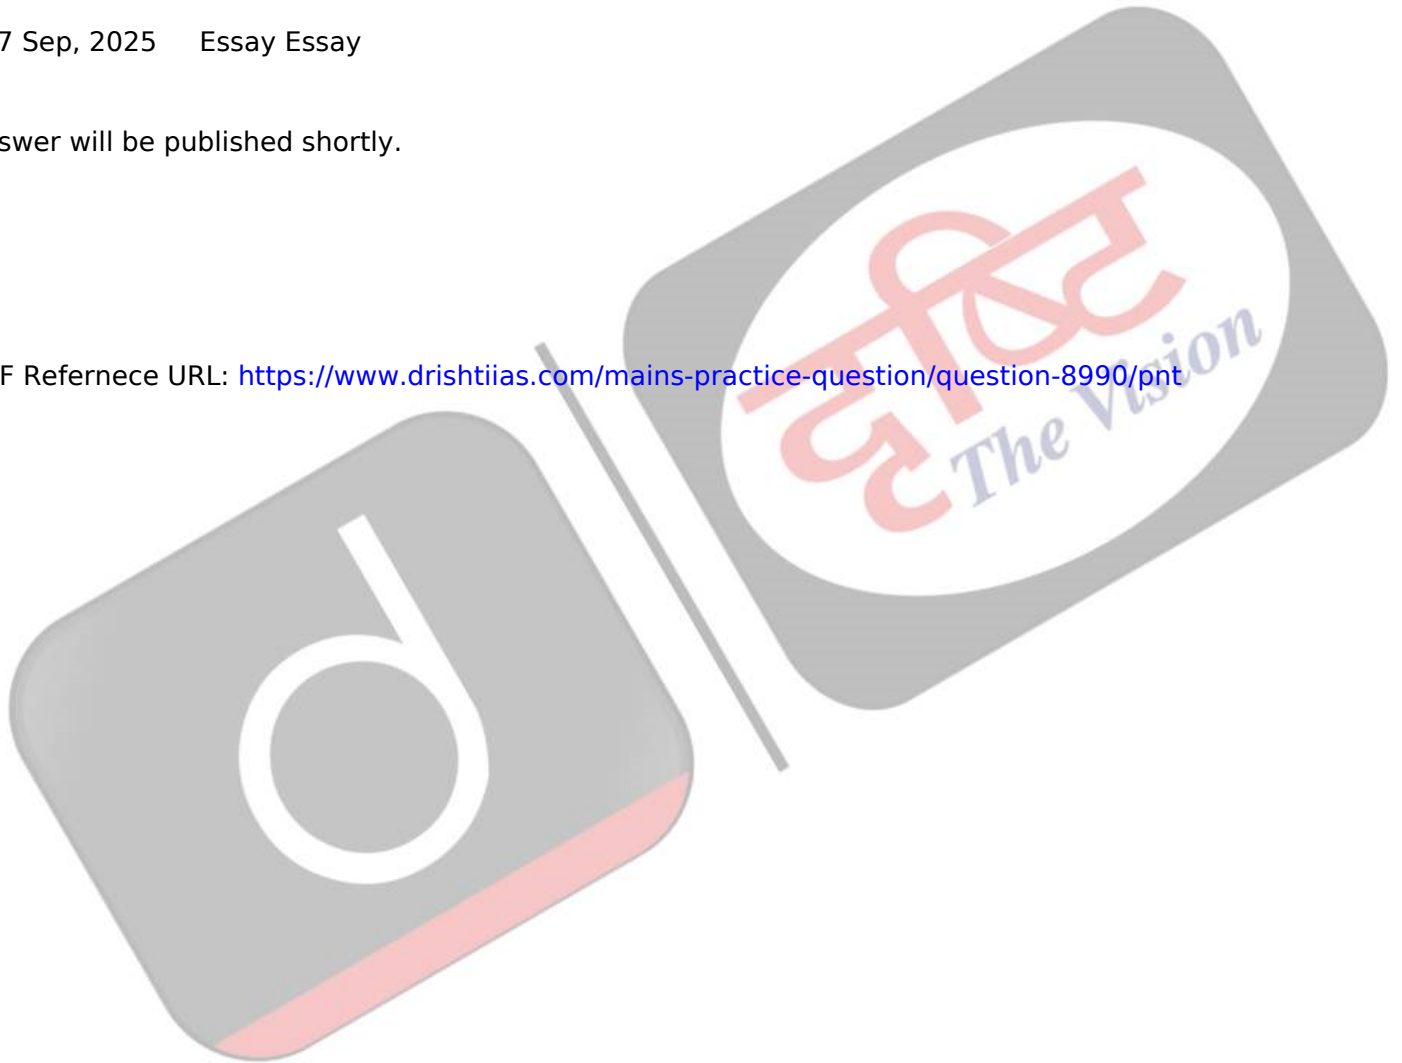 7 Sep, 2025 Essay Essay
swer will be published shortly.
F Refernece URL: https://www.drishtiias.com/mains-practice-question/question-8990/pnt
दृष्टि
The Vision
d